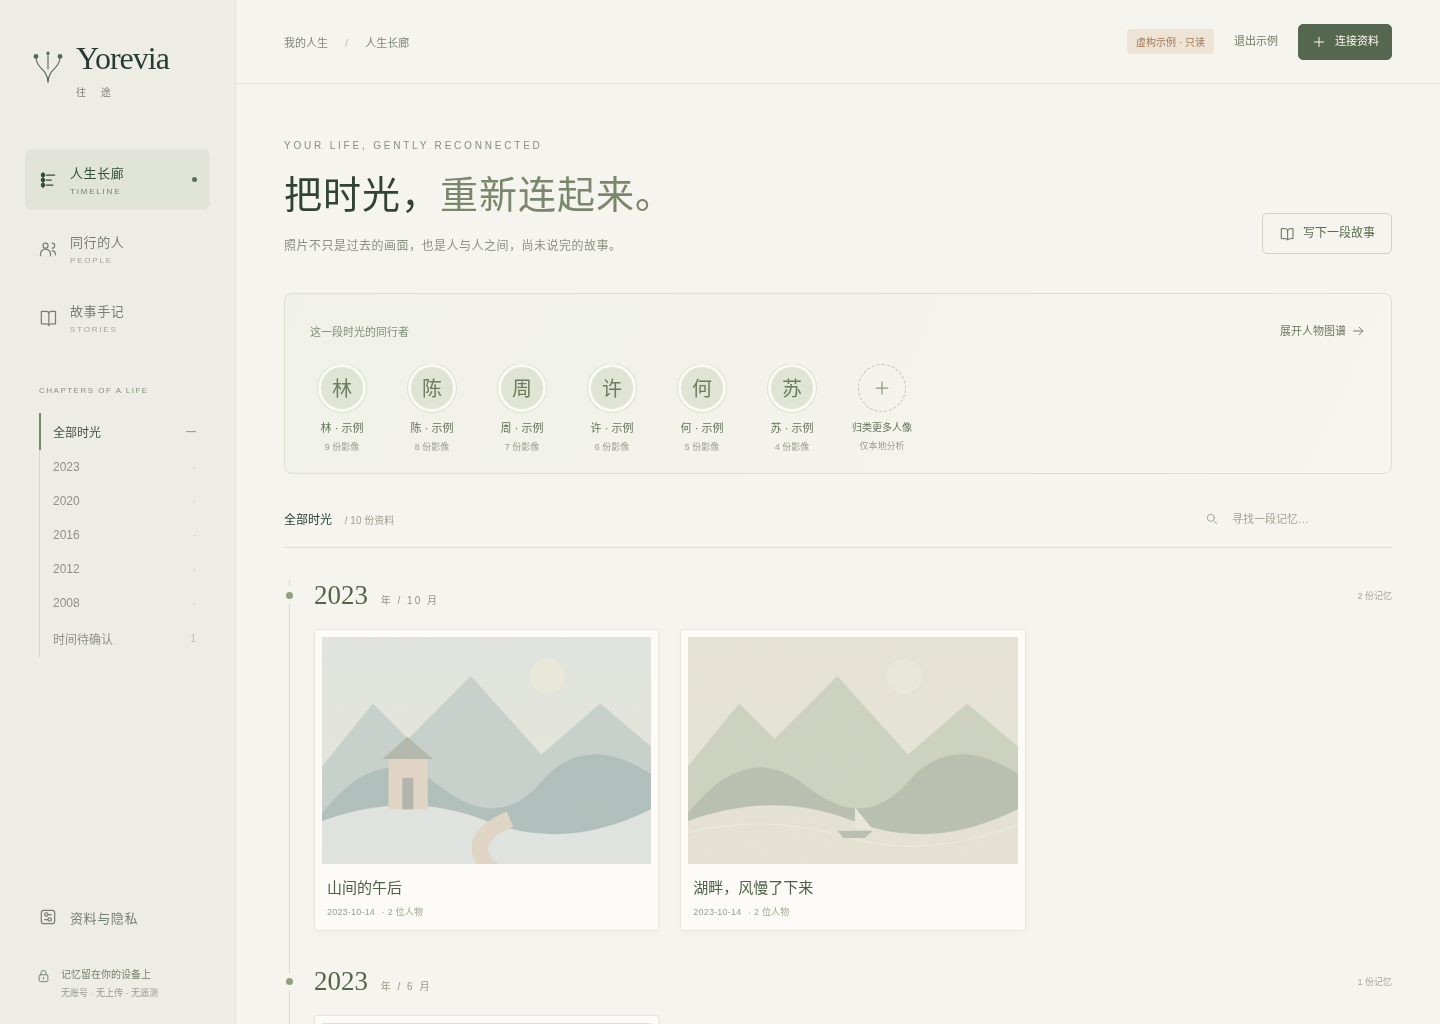 Yorevia
往 途
人生长廊
TIMELINE
同行的人
PEOPLE
故事手记
STORIES
CHAPTERS OF A LIFE
全部时光 —
2023 ·
2020 ·
2016 ·
2012 ·
2008 ·
时间待确认 1
资料与隐私
记忆留在你的设备上
无账号 · 无上传 · 无遥测
我的人生 / 人生长廊
虚构示例 · 只读
退出示例
连接资料
YOUR LIFE, GENTLY RECONNECTED
把时光，重新连起来。
照片不只是过去的画面，也是人与人之间，尚未说完的故事。
写下一段故事
这一段时光的同行者
展开人物图谱
林 陈 周 许 何 苏
林 · 示例 陈 · 示例 周 · 示例 许 · 示例 何 · 示例 苏 · 示例 归类更多人像
9 份影像 8 份影像 7 份影像 6 份影像 5 份影像 4 份影像 仅本地分析
全部时光 / 10 份资料
寻找一段记忆…
2023 年 / 10 月
2 份记忆
山间的午后
2023-10-14 · 2 位人物
湖畔，风慢了下来
2023-10-14 · 2 位人物
2023 年 / 6 月
1 份记忆